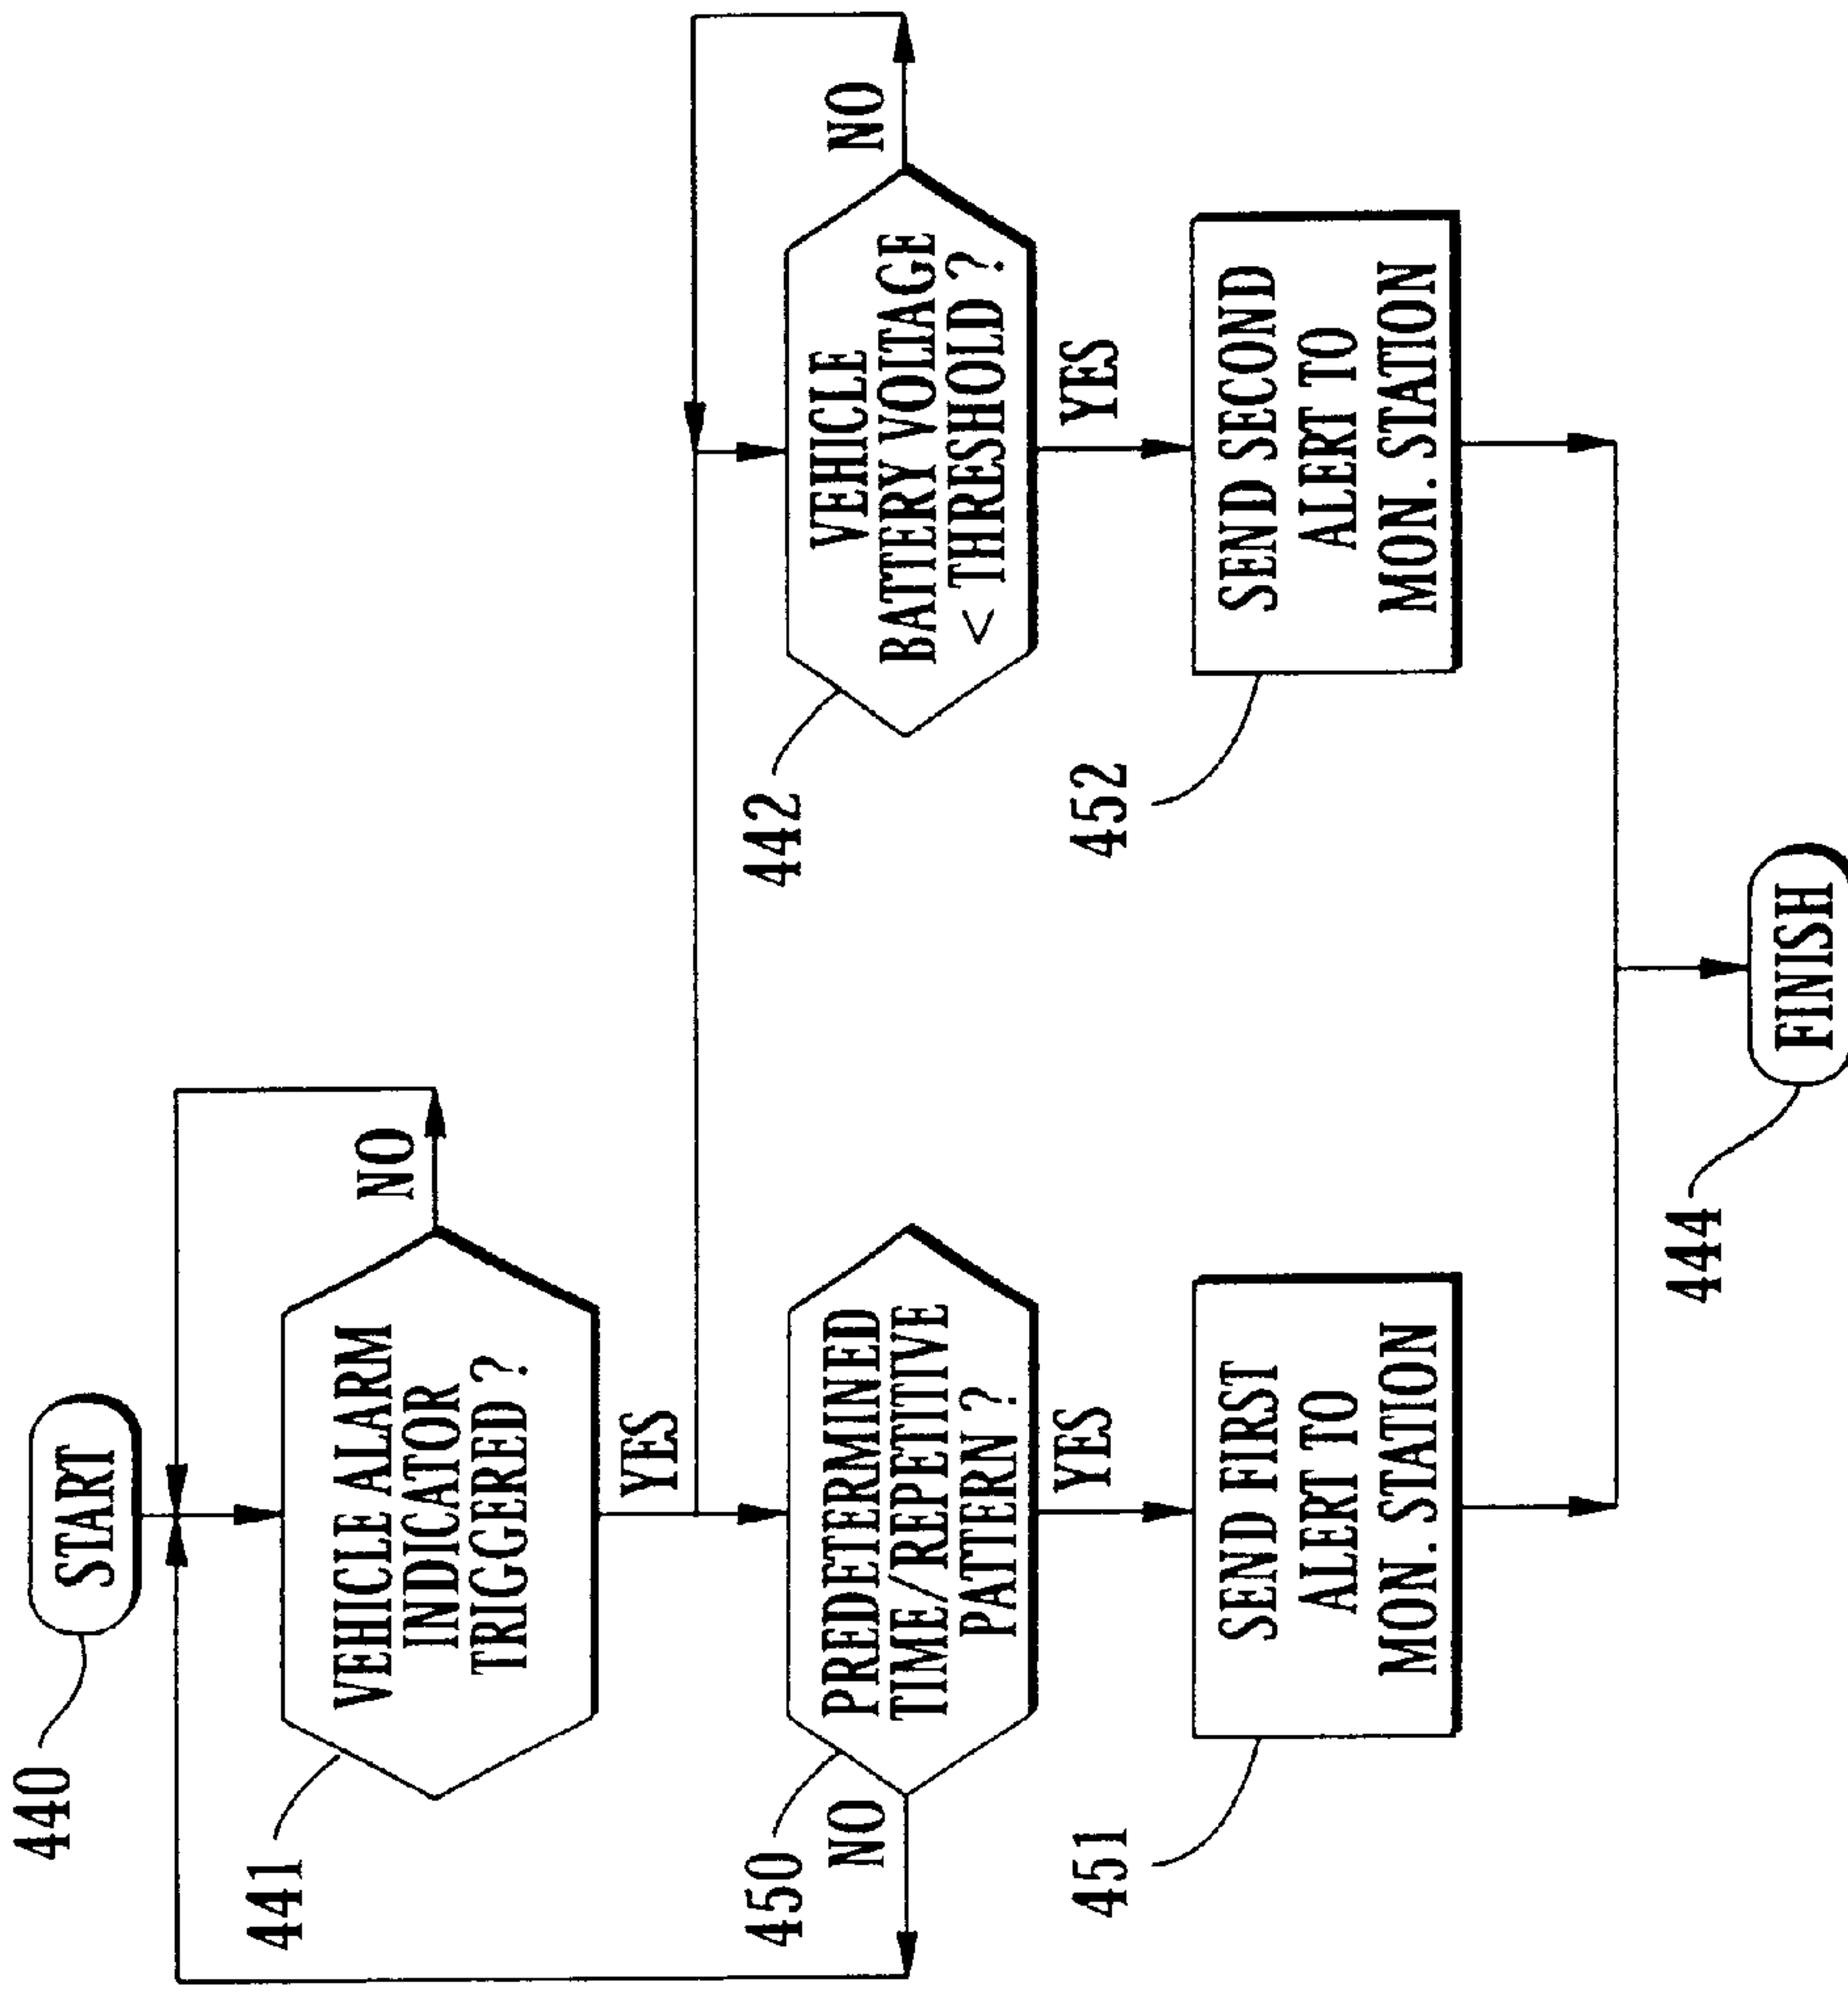 440
START
441
VEHICLE ALARM
INDICATOR
TRIGGERED ?
NO
YES
450
PREDETERMINED
TIME/REPETITIVE
PATTERN ?
NO
YES
442
VEHICLE
BATTERY VOLTAGE
< THRESHOLD ?
NO
YES
451
SEND FIRST
ALERT TO
MON. STATION
452
SEND SECOND
ALERT TO
MON. STATION
444
FINISH